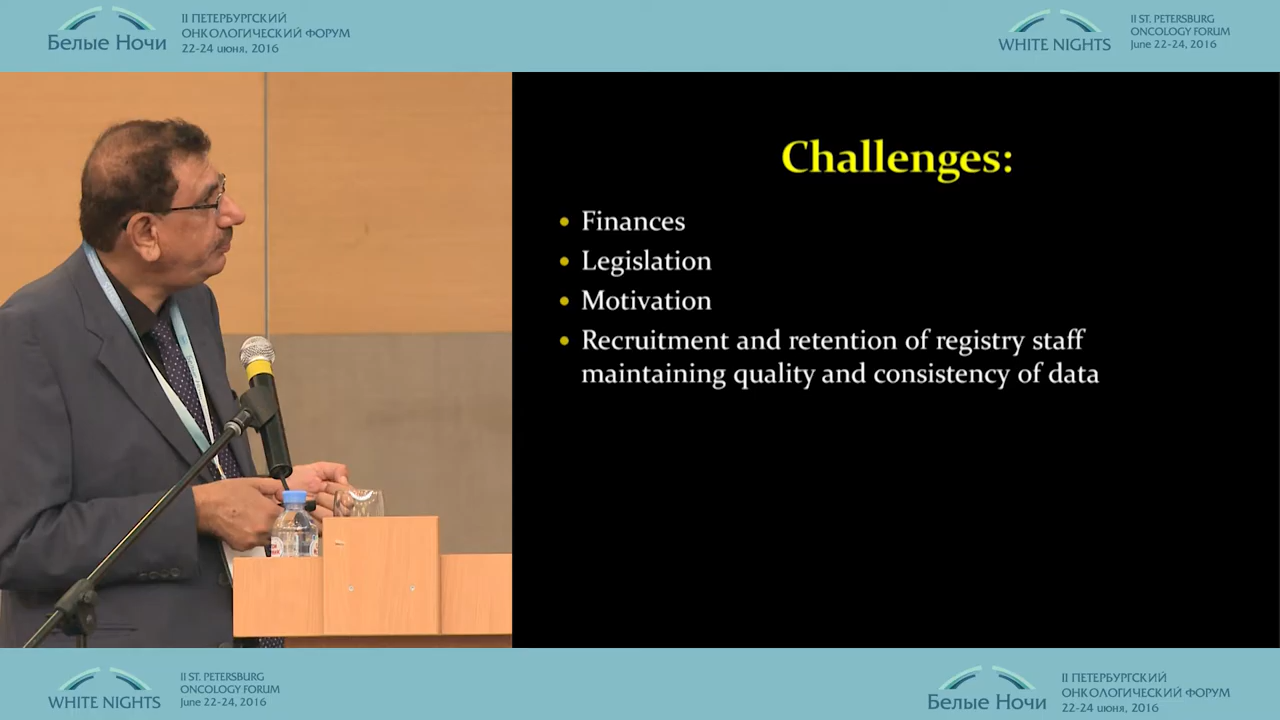 Белые Ночи
II ПЕТЕРБУРГСКИЙ
ОНКОЛОГИЧЕСКИЙ ФОРУМ
22-24 июня, 2016
WHITE NIGHTS
II ST. PETERSBURG
ONCOLOGY FORUM
June 22-24, 2016
Challenges:
• Finances
• Legislation
• Motivation
• Recruitment and retention of registry staff
maintaining quality and consistency of data
WHITE NIGHTS
II ST. PETERSBURG
ONCOLOGY FORUM
June 22-24, 2016
Белые Ночи
II ПЕТЕРБУРГСКИЙ
ОНКОЛОГИЧЕСКИЙ ФОРУМ
22-24 июня, 2016